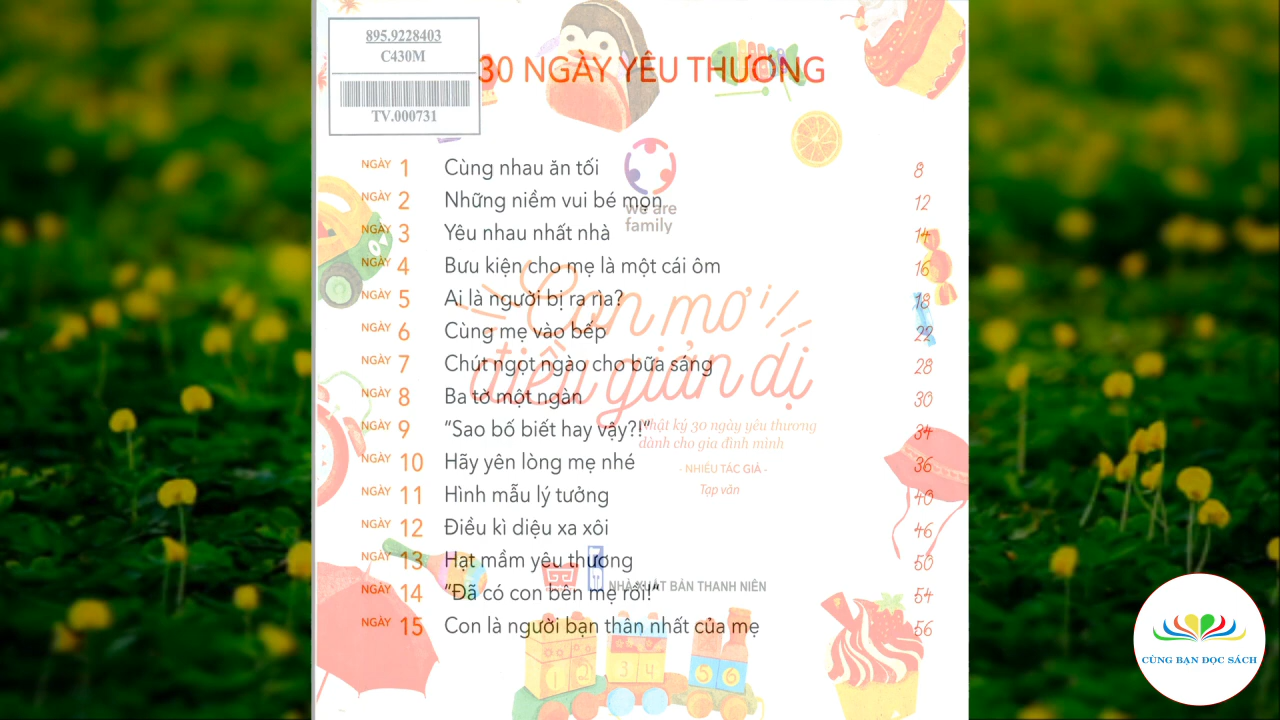 895.9228403
C430M
TV.000731
30 NGÀY YÊU THƯƠNG
NGÀY 1 Cùng nhau ăn tối 8
NGÀY 2 Những niềm vui bé mọn 12
NGÀY 3 Yêu nhau nhất nhà 14
NGÀY 4 Bưu kiện cho mẹ là một cái ôm 16
NGÀY 5 Ai là người bị ra rìa? 18
NGÀY 6 Cùng mẹ vào bếp 22
NGÀY 7 Chút ngọt ngào cho bữa sáng 28
NGÀY 8 Ba tờ một ngàn 30
NGÀY 9 “Sao bố biết hay vậy?!” 34
NGÀY 10 Hãy yên lòng mẹ nhé 36
NGÀY 11 Hình mẫu lý tưởng 40
NGÀY 12 Điều kì diệu xa xôi 46
NGÀY 13 Hạt mầm yêu thương 50
NGÀY 14 “Đã có con bên mẹ rồi!” 54
NGÀY 15 Con là người bạn thân nhất của mẹ 56
we are
family
Con mơ
điều giản dị
Nhật ký 30 ngày yêu thương
dành cho gia đình mình
- NHIỀU TÁC GIẢ -
Tạp văn
NHÀ XUẤT BẢN THANH NIÊN
1 2 3 4 5 6
CÙNG BẠN ĐỌC SÁCH